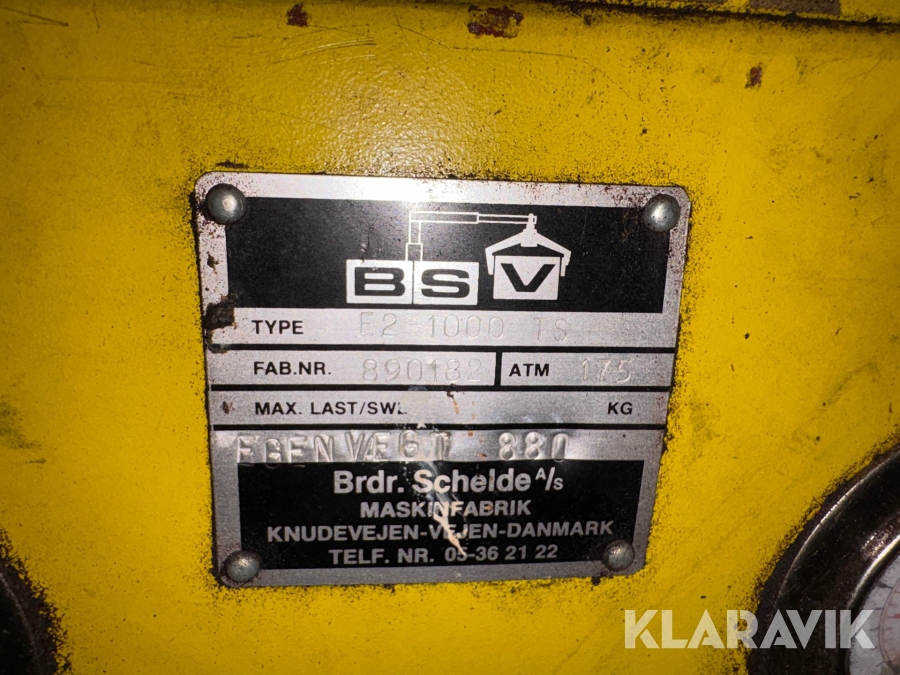 BSV
TYPE E2-1000 TS
FAB.NR. 890182 ATM 175
MAX. LAST/SWL KG
EGENVÆGT 880
Brdr. Schelde A/s
MASKINFABRIK
KNUDEVEJEN-VEJEN-DANMARK
TELF. NR. 05-36 21 22
KLARAVIK